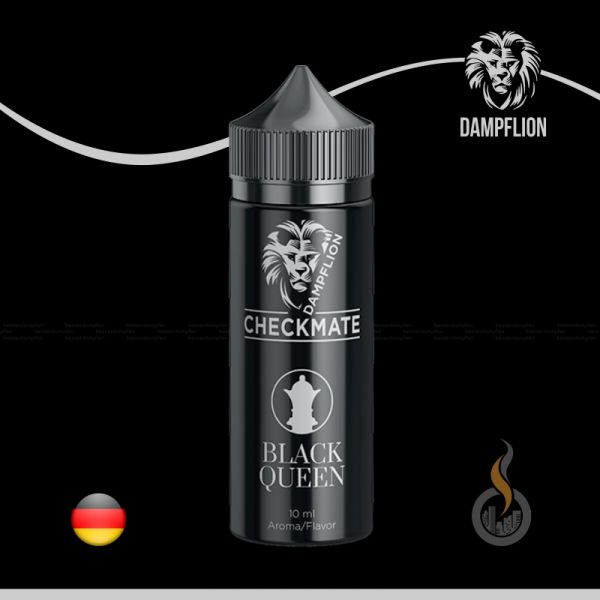 DAMPFLION
DAMPFLION
CHECKMATE
BLACK
QUEEN
10 ml
Aroma/Flavor